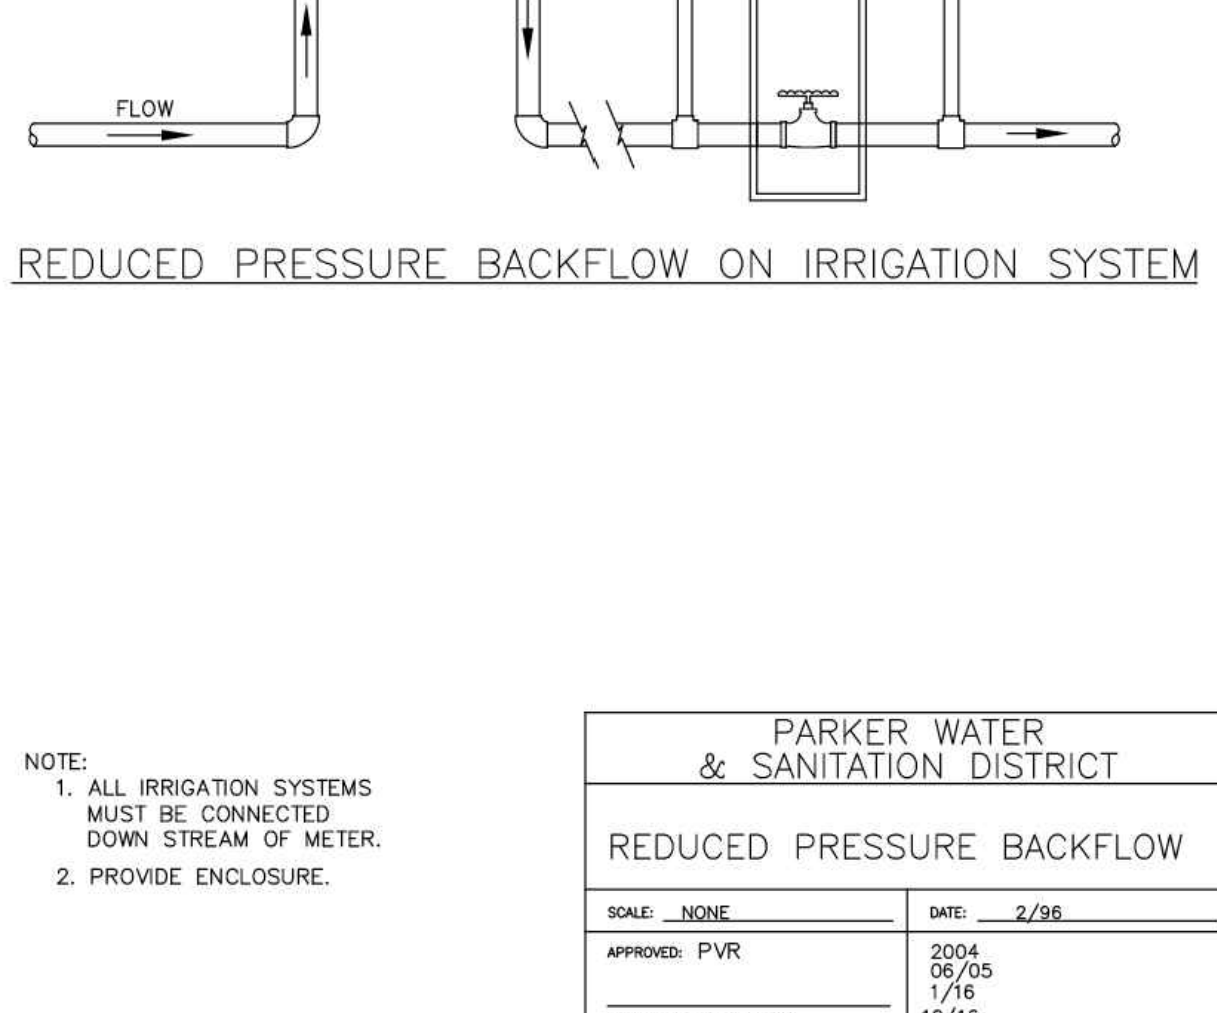 FLOW
REDUCED PRESSURE BACKFLOW ON IRRIGATION SYSTEM
NOTE:
1. ALL IRRIGATION SYSTEMS
MUST BE CONNECTED
DOWN STREAM OF METER.
2. PROVIDE ENCLOSURE.
PARKER WATER
& SANITATION DISTRICT
REDUCED PRESSURE BACKFLOW
SCALE: NONE
DATE: 2/96
APPROVED: PVR
2004
06/05
1/16